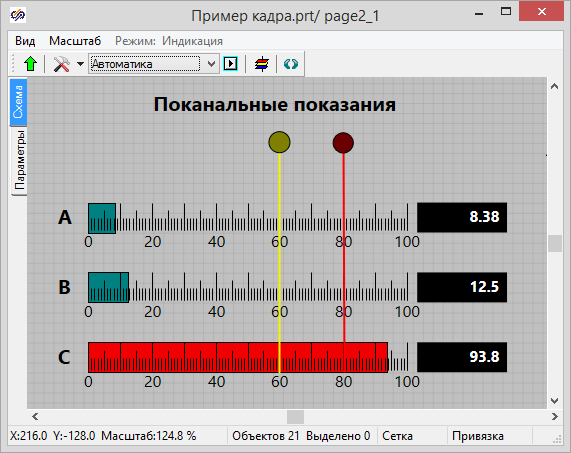 Пример кадра.prt/ page2_1
Вид Масштаб Режим: Индикация
Автоматика
Схема
Параметры
Поканальные показания
A 8.38
0 20 40 60 80 100
B 12.5
0 20 40 60 80 100
C 93.8
0 20 40 60 80 100
X:216.0 Y:-128.0 Масштаб:124.8 % Объектов 21 Выделено 0 Сетка Привязка